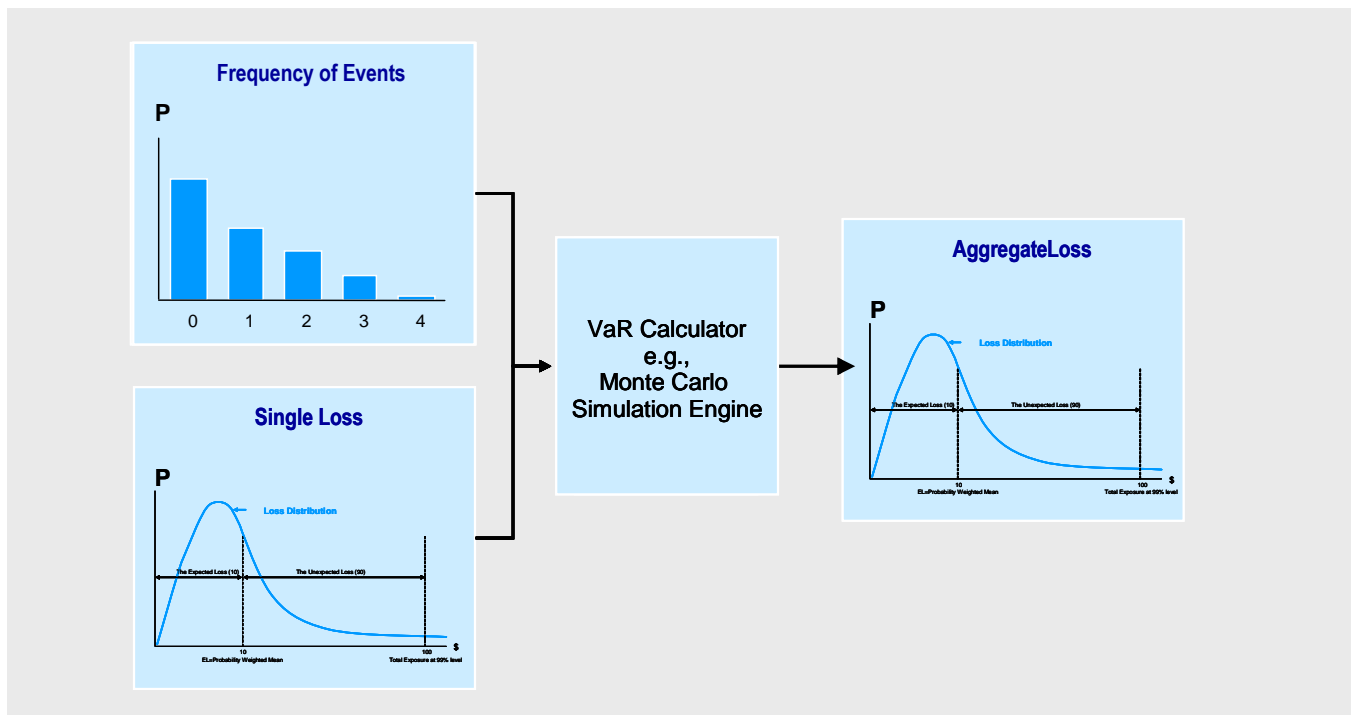 Frequency of Events
P
0 1 2 3 4
Single Loss
P
Loss Distribution
The Expected Loss (10) The Unexpected Loss (90)
10 100 $
EL=Probability Weighted Mean Total Exposure at 99% level
VaR Calculator
e.g.,
Monte Carlo
Simulation Engine
AggregateLoss
P
Loss Distribution
The Expected Loss (10) The Unexpected Loss (90)
10 100 $
EL=Probability Weighted Mean Total Exposure at 99% level